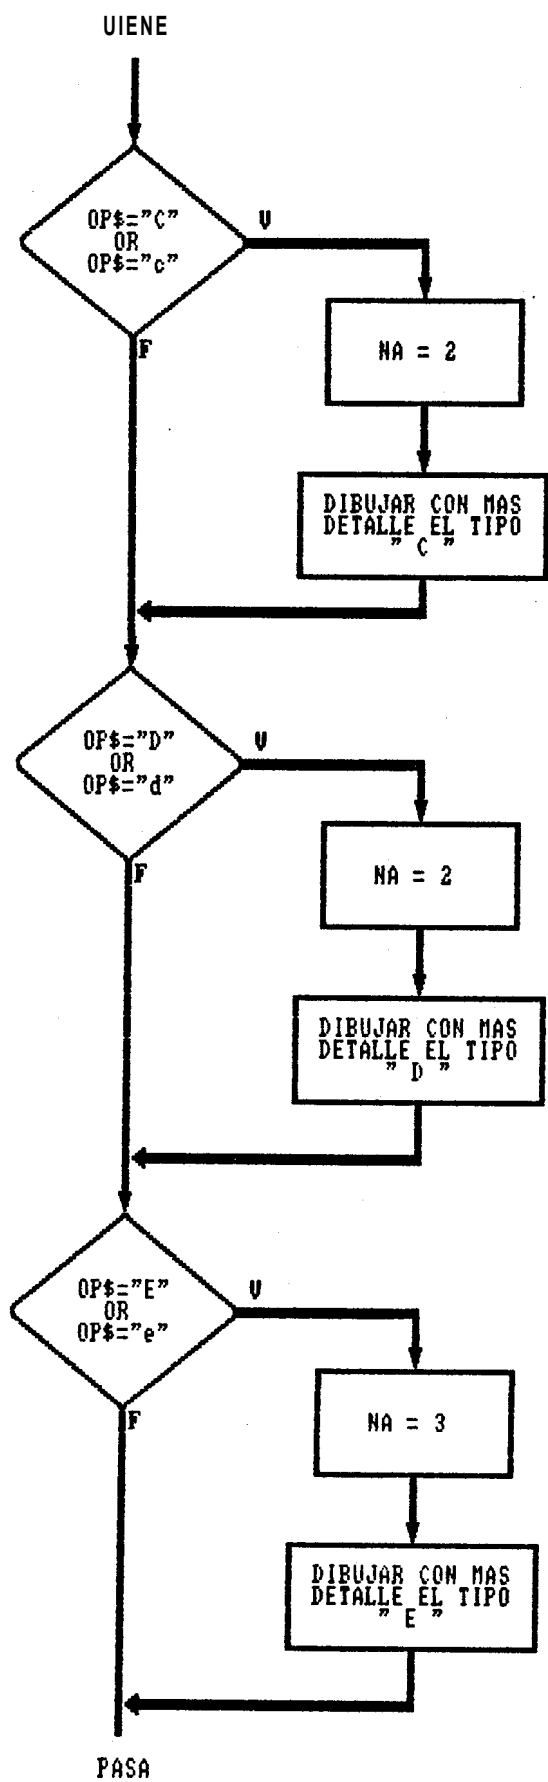 UIENE
OP$="C"
OR
OP$="c"
V
F
NA = 2
DIBUJAR CON MAS
DETALLE EL TIPO
" C "
OP$="D"
OR
OP$="d"
V
F
NA = 2
DIBUJAR CON MAS
DETALLE EL TIPO
" D "
OP$="E"
OR
OP$="e"
V
F
NA = 3
DIBUJAR CON MAS
DETALLE EL TIPO
" E "
PASA